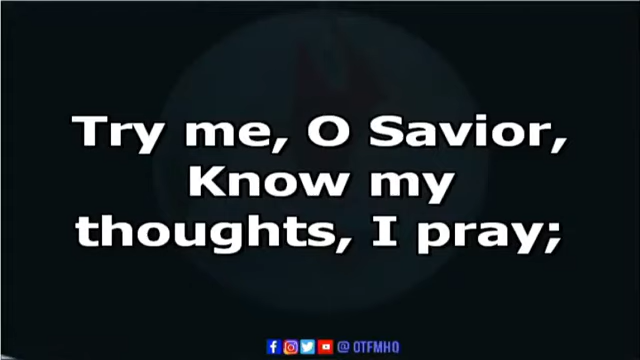 Try me, O Savior,
Know my
thoughts, I pray;
@ OTFMHQ